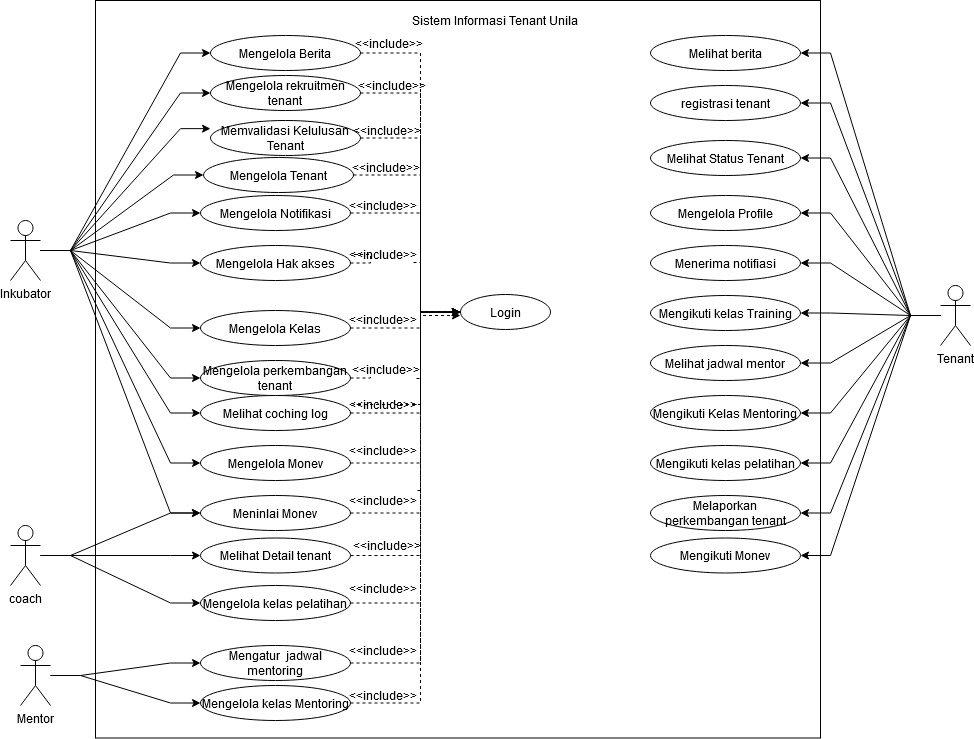 Sistem Informasi Tenant Unila
Mengelola Berita
<<include>>
Melihat berita
Mengelola rekruitmen
tenant
<<include>>
registrasi tenant
Memvalidasi Kelulusan
Tenant
<<include>>
Melihat Status Tenant
Mengelola Tenant
<<include>>
Mengelola Notifikasi
<<include>>
Mengelola Profile
Mengelola Hak akses
<<include>>
Menerima notifiasi
Inkubator
Login
Mengelola Kelas
<<include>>
Mengikuti kelas Training
Tenant
Mengelola perkembangan
tenant
<<include>>
Melihat jadwal mentor
Melihat coching log
<<include>>
Mengikuti Kelas Mentoring
Mengelola Monev
<<include>>
Mengikuti kelas pelatihan
Meninlai Monev
<<include>>
Melaporkan
perkembangan tenant
Melihat Detail tenant
<<include>>
Mengikuti Monev
coach
Mengelola kelas pelatihan
<<include>>
Mengatur  jadwal
mentoring
<<include>>
Mengelola kelas Mentoring
<<include>>
Mentor